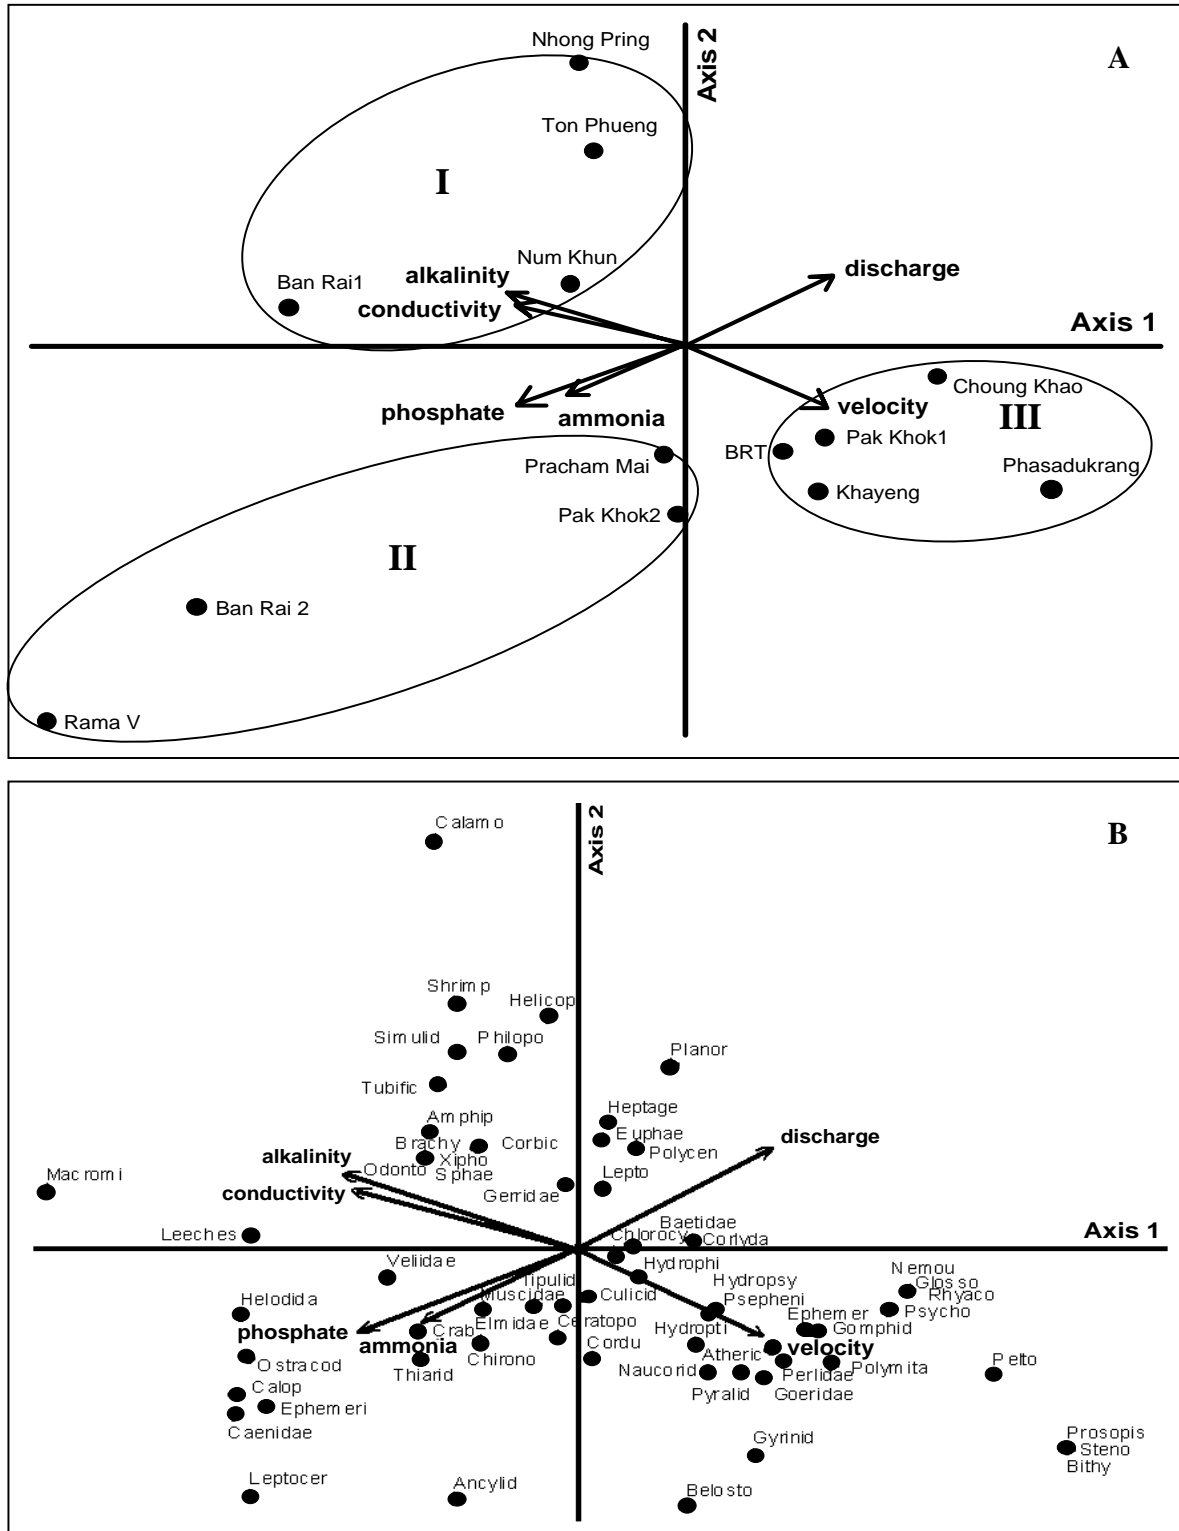 A
Axis 2
Nhong Pring
Ton Phueng
I
Num Khun
Ban Rai1
alkalinity
conductivity
discharge
Axis 1
phosphate
ammonia
velocity
Choung Khao
III
Pak Khok1
BRT
Phasadukrang
Khayeng
Pracham Mai
Pak Khok2
II
Ban Rai 2
Rama V
B
Axis 2
Calamo
Shrimp
Helicop
Simulid
Philopo
Planor
Tubific
Heptage
Amphip
Euphae
Brachy
Corbic
Polycen
Xipho
Odonto
Sphae
Lepto
Gerridae
discharge
alkalinity
conductivity
Macromi
Leeches
Baetidae
Chlorocy
Corlyda
Axis 1
Veliidae
Hydrophi
Nemou
Glosso
Rhyaco
Psycho
Tipulid
Muscidae
Culicid
Hydropsy
Psepheni
Helodida
Elmidae
Ceratopo
Ephemer
Gomphid
phosphate
Crab
ammonia
Hydropti
velocity
Chirono
Cordu
Atheric
Ostracod
Thiarid
Naucorid
Perlidae
Polymita
Pelto
Pyralid
Goeridae
Calop
Ephemeri
Caenidae
Gyrinid
Prosopis
Steno
Bithy
Leptocer
Ancylid
Belosto